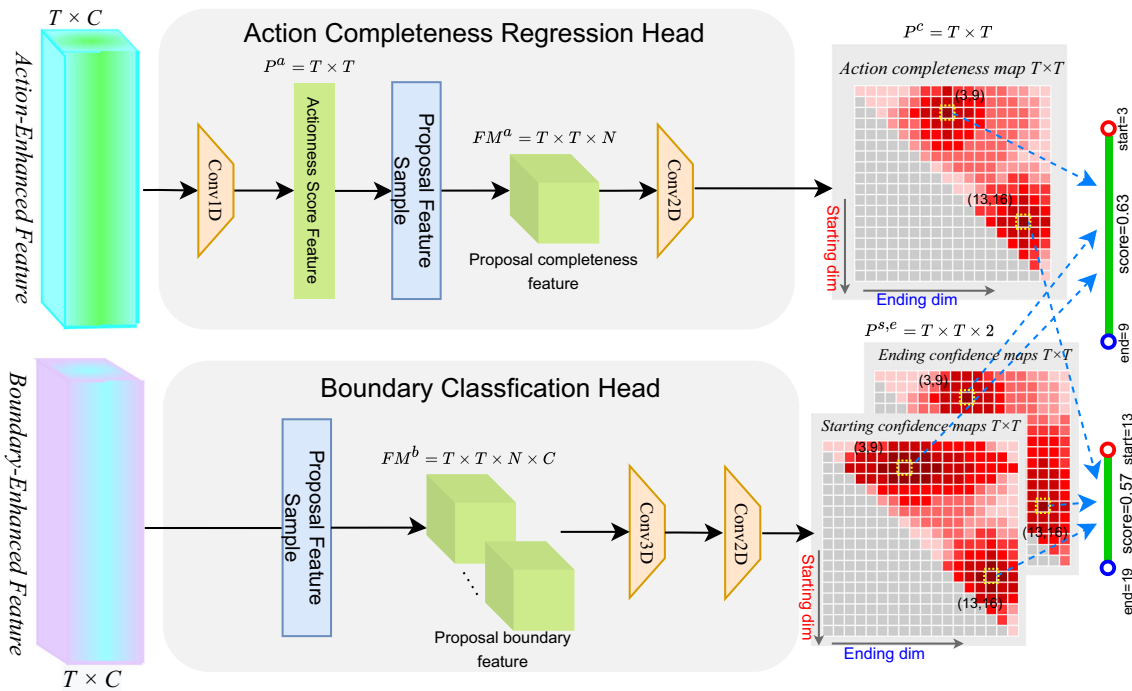 T × C
Action-Enhanced Feature
Action Completeness Regression Head
P^a = T × T
Conv1D
Actionness Score Feature
Proposal Feature
Sample
FM^a = T × T × N
Proposal completeness
feature
Conv2D
P^c = T × T
Action completeness map T×T
(3,9)
(13,16)
Starting dim
Ending dim
start=3
score=0.63
end=9
Boundary-Enhanced Feature
T × C
Boundary Classfication Head
Proposal Feature
Sample
FM^b = T × T × N × C
.....
Proposal boundary
feature
Conv3D
Conv2D
P^{s,e} = T × T × 2
Ending confidence maps T×T
(3,9)
(13,16)
Starting confidence maps T×T
(3,9)
(13,16)
Starting dim
Ending dim
start=13
score=0.57
end=19